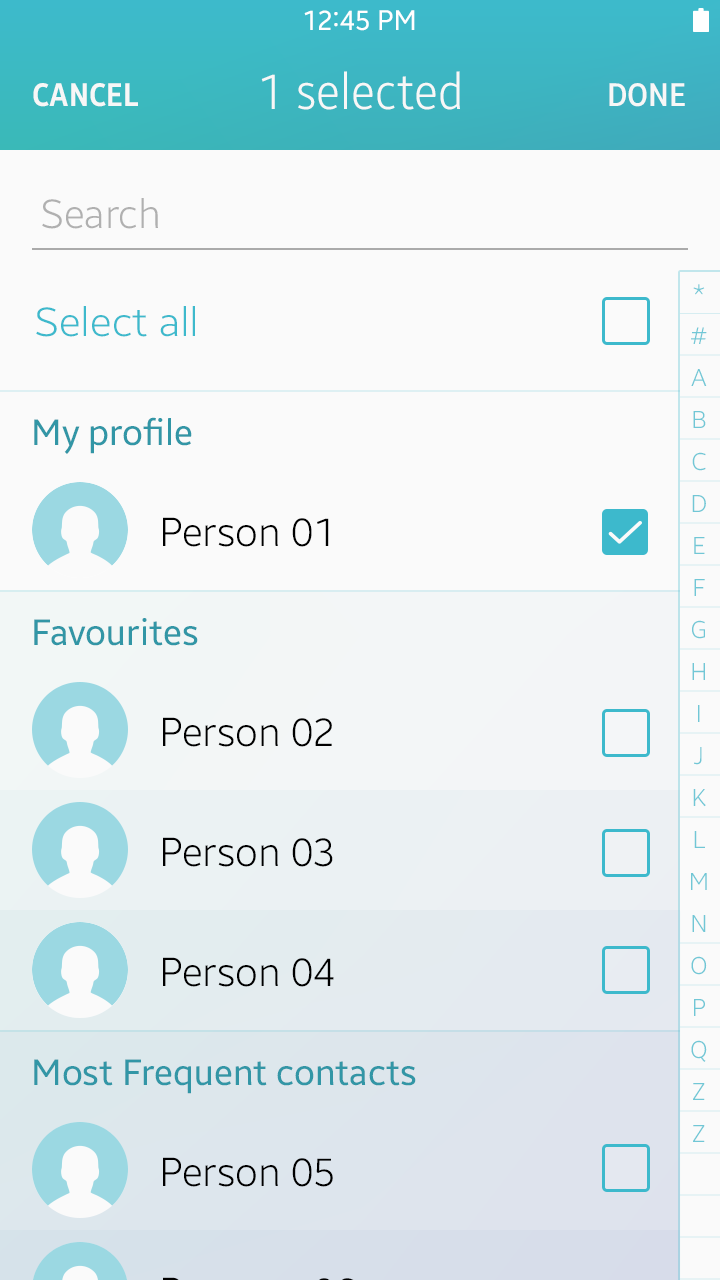 12:45 PM
CANCEL 1 selected DONE
Search
Select all
My profile
Person 01
Favourites
Person 02
Person 03
Person 04
Most Frequent contacts
Person 05
*
#
A
B
C
D
E
F
G
H
I
J
K
L
M
N
O
P
Q
Z
Z